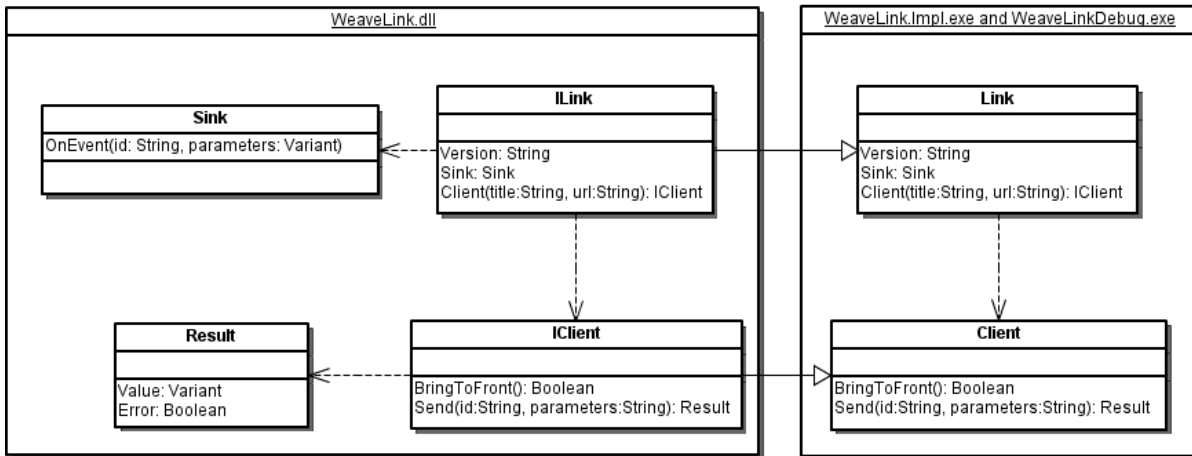 WeaveLink.dll
WeaveLink.Impl.exe and WeaveLinkDebug.exe
Sink
OnEvent(id: String, parameters: Variant)
ILink
Version: String
Sink: Sink
Client(title:String, url:String): IClient
Link
Version: String
Sink: Sink
Client(title:String, url:String): IClient
Result
Value: Variant
Error: Boolean
IClient
BringToFront(): Boolean
Send(id:String, parameters:String): Result
Client
BringToFront(): Boolean
Send(id:String, parameters:String): Result